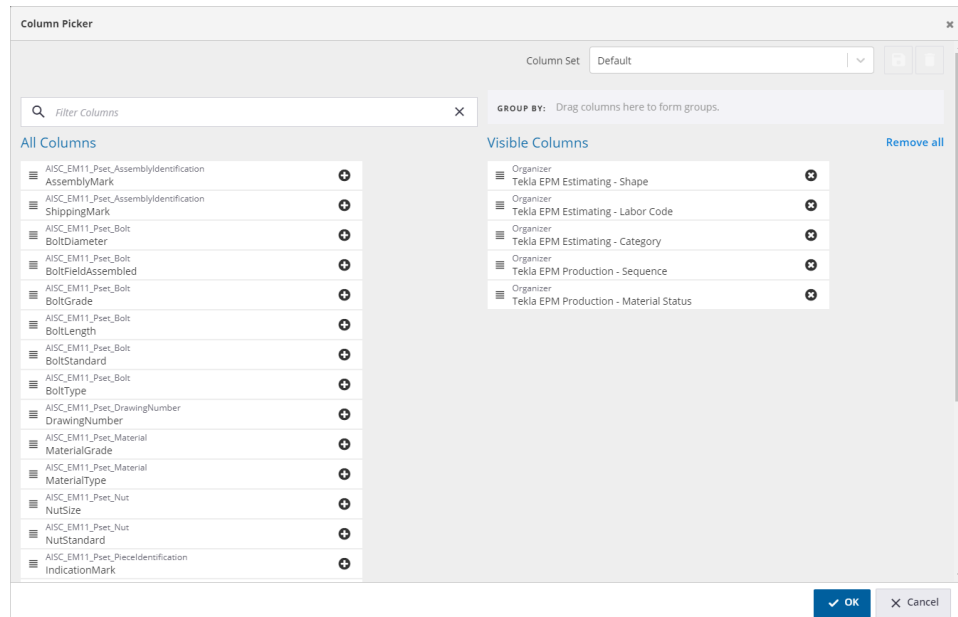 Column Picker
Column Set
Default
Filter Columns
GROUP BY: Drag columns here to form groups.
All Columns
AISC_EM11_Pset_AssemblyIdentification
AssemblyMark
AISC_EM11_Pset_AssemblyIdentification
ShippingMark
AISC_EM11_Pset_Bolt
BoltDiameter
AISC_EM11_Pset_Bolt
BoltFieldAssembled
AISC_EM11_Pset_Bolt
BoltGrade
AISC_EM11_Pset_Bolt
BoltLength
AISC_EM11_Pset_Bolt
BoltStandard
AISC_EM11_Pset_Bolt
BoltType
AISC_EM11_Pset_DrawingNumber
DrawingNumber
AISC_EM11_Pset_Material
MaterialGrade
AISC_EM11_Pset_Material
MaterialType
AISC_EM11_Pset_Nut
NutSize
AISC_EM11_Pset_Nut
NutStandard
AISC_EM11_Pset_PieceIdentification
IndicationMark
Visible Columns
Remove all
Organizer
Tekla EPM Estimating - Shape
Organizer
Tekla EPM Estimating - Labor Code
Organizer
Tekla EPM Estimating - Category
Organizer
Tekla EPM Production - Sequence
Organizer
Tekla EPM Production - Material Status
OK
Cancel